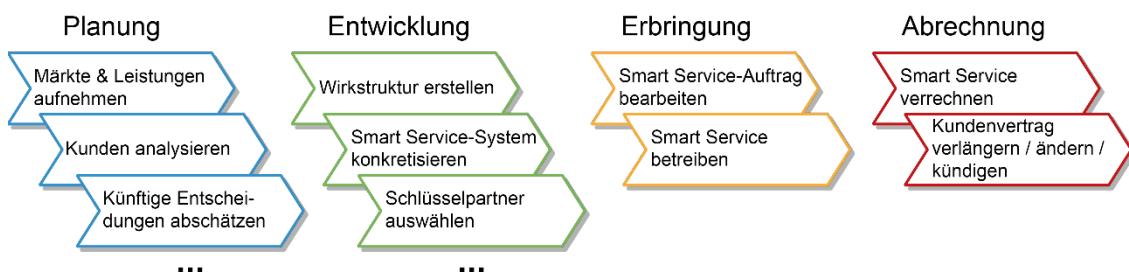 Planung
Märkte & Leistungen
aufnehmen
Kunden analysieren
Künftige Entschei-
dungen abschätzen
...
Entwicklung
Wirkstruktur erstellen
Smart Service-System
konkretisieren
Schlüsselpartner
auswählen
...
Erbringung
Smart Service-Auftrag
bearbeiten
Smart Service
betreiben
Abrechnung
Smart Service
verrechnen
Kundenvertrag
verlängern / ändern /
kündigen